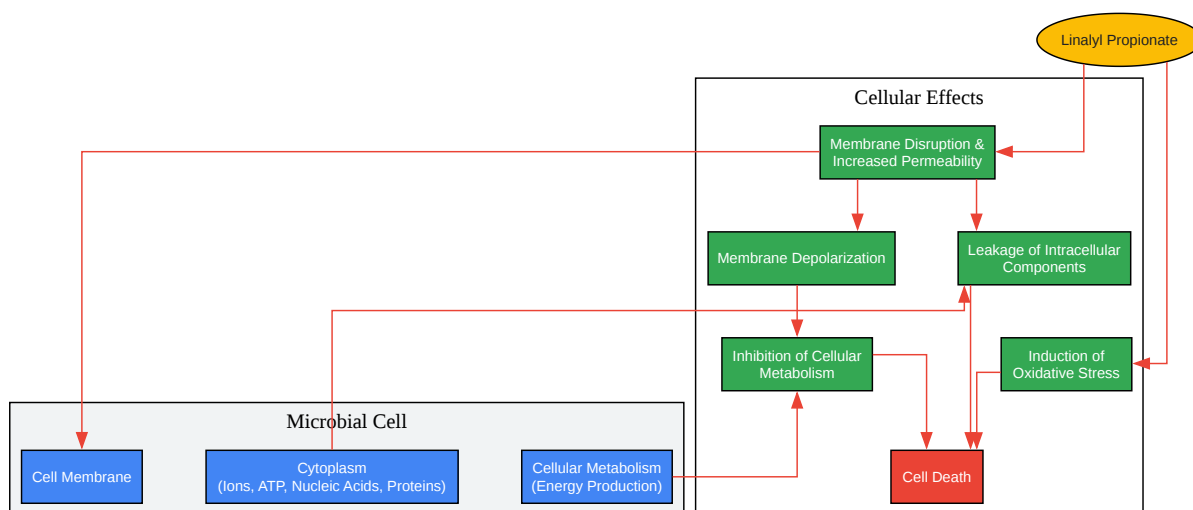 Linalyl Propionate
Cellular Effects
Membrane Disruption &
Increased Permeability
Membrane Depolarization
Leakage of Intracellular
Components
Inhibition of Cellular
Metabolism
Induction of
Oxidative Stress
Microbial Cell
Cell Membrane
Cytoplasm
(Ions, ATP, Nucleic Acids, Proteins)
Cellular Metabolism
(Energy Production)
Cell Death